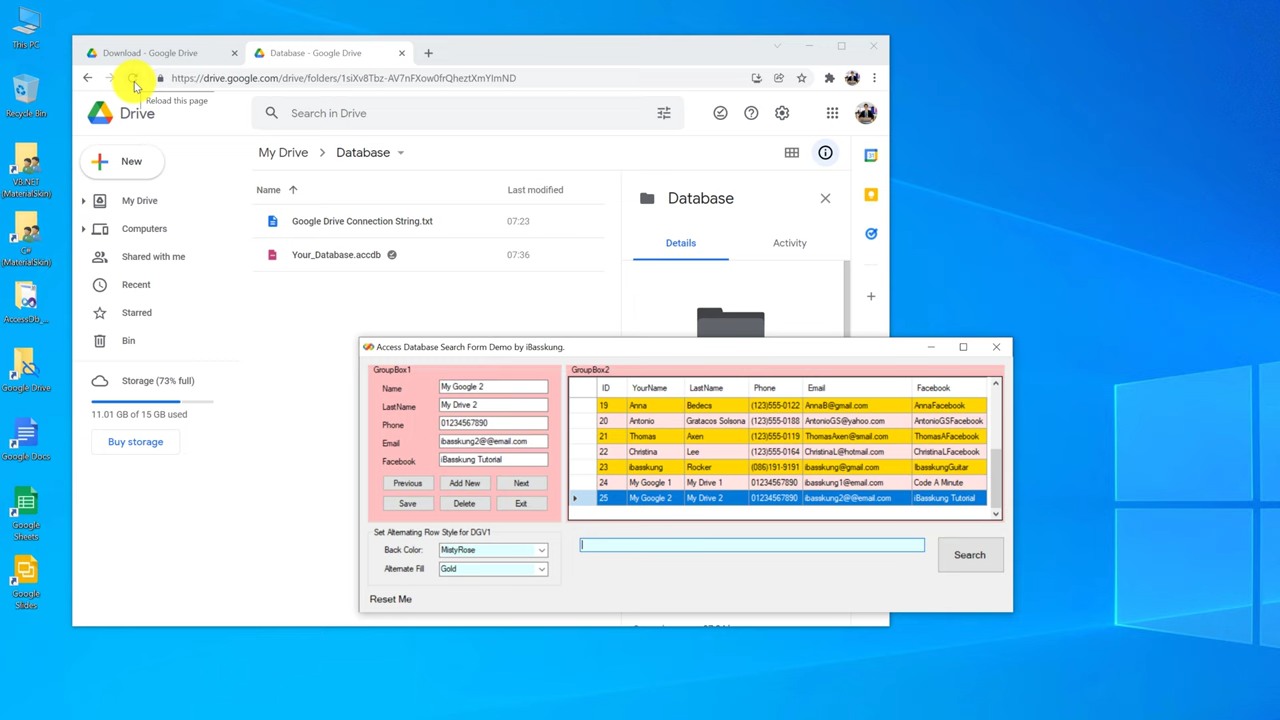 This PC
Recycle Bin
VB.NET
(MaterialSkin)
C#
(MaterialSkin)
AccessDb_...
Google Drive
Google Docs
Google
Sheets
Google
Slides
Download - Google Drive
Database - Google Drive
https://drive.google.com/drive/folders/1siXv8Tbz-AV7nFXow0frQheztXmYImND
Reload this page
Drive
Search in Drive
New
My Drive
Computers
Shared with me
Recent
Starred
Bin
Storage (73% full)
11.01 GB of 15 GB used
Buy storage
My Drive
Database
Name
Last modified
Google Drive Connection String.txt
07:23
Your_Database.accdb
07:36
Database
Details
Activity
Access Database Search Form Demo by iBasskung.
GroupBox1
Name
My Google 2
LastName
My Drive 2
Phone
01234567890
Email
ibasskung2@@email.com
Facebook
iBasskung Tutorial
Previous
Add New
Next
Save
Delete
Exit
Set Alternating Row Style for DGV1
Back Color:
MistyRose
Alternate Fill
Gold
Reset Me
GroupBox2
ID YourName LastName Phone Email Facebook
19 Anna Bedecs (123)555-0122 AnnaB@gmail.com AnnaFacebook
20 Antonio Gratacos Solsona (123)555-0188 AntonioGS@yahoo.com AntonioGSFacebook
21 Thomas Axen (123)555-0119 ThomasAxen@gmail.com ThomasAFacebook
22 Christina Lee (123)555-0164 ChristinaL@hotmail.com ChristinaLFacebook
23 ibasskung Rocker (086)191-9191 ibasskung@gmail.com IbasskungGuitar
24 My Google 1 My Drive 1 01234567890 ibasskung1@email.com Code A Minute
25 My Google 2 My Drive 2 01234567890 ibasskung2@@email.com iBasskung Tutorial
Search